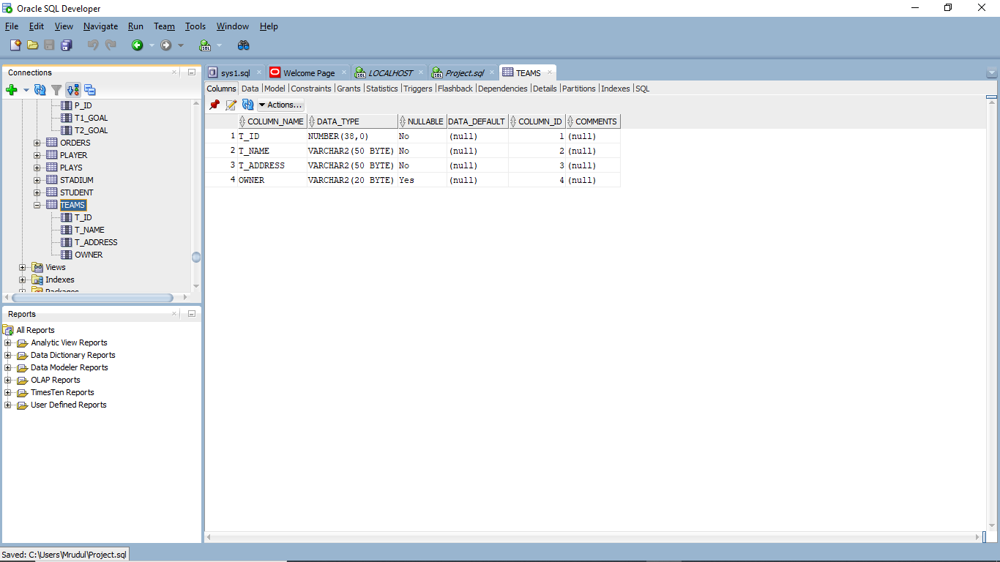 Oracle SQL Developer
File Edit View Navigate Run Team Tools Window Help
Connections
P_ID
T1_GOAL
T2_GOAL
ORDERS
PLAYER
PLAYS
STADIUM
STUDENT
TEAMS
T_ID
T_NAME
T_ADDRESS
OWNER
Views
Indexes
Packages
Reports
All Reports
Analytic View Reports
Data Dictionary Reports
Data Modeler Reports
OLAP Reports
TimesTen Reports
User Defined Reports
sys1.sql Welcome Page LOCALHOST Project.sql TEAMS
Columns Data Model Constraints Grants Statistics Triggers Flashback Dependencies Details Partitions Indexes SQL
Actions...
COLUMN_NAME DATA_TYPE NULLABLE DATA_DEFAULT COLUMN_ID COMMENTS
1 T_ID NUMBER(38,0) No (null) 1 (null)
2 T_NAME VARCHAR2(50 BYTE) No (null) 2 (null)
3 T_ADDRESS VARCHAR2(50 BYTE) No (null) 3 (null)
4 OWNER VARCHAR2(20 BYTE) Yes (null) 4 (null)
Saved: C:\Users\Mrudul\Project.sql